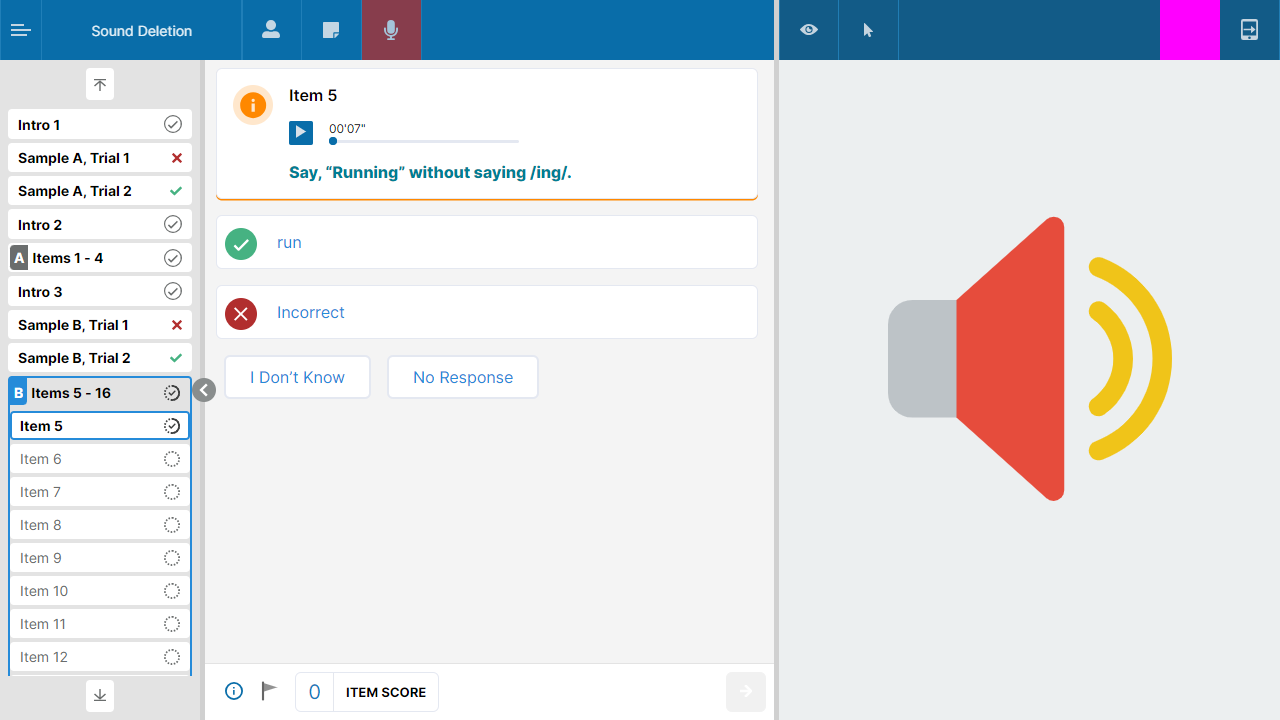 Sound Deletion
Intro 1
Sample A, Trial 1
Sample A, Trial 2
Intro 2
A Items 1 - 4
Intro 3
Sample B, Trial 1
Sample B, Trial 2
B Items 5 - 16
Item 5
Item 6
Item 7
Item 8
Item 9
Item 10
Item 11
Item 12
Item 5
00'07"
Say, “Running” without saying /ing/.
run
Incorrect
I Don’t Know No Response
0 ITEM SCORE